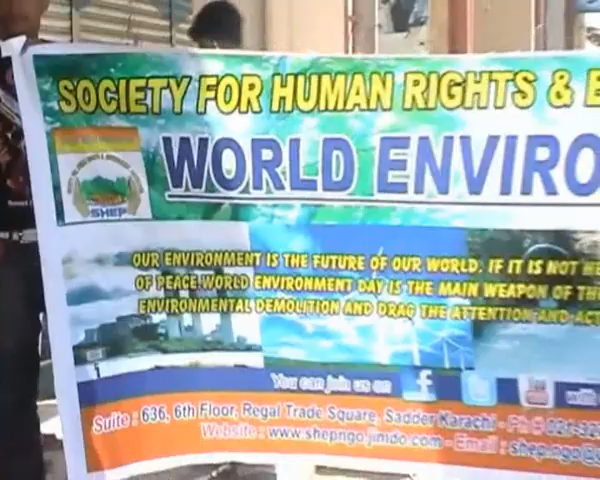 SOCIETY FOR HUMAN RIGHTS & E
WORLD ENVIRO
SHEP
OUR ENVIRONMENT IS THE FUTURE OF OUR WORLD. IF IT IS NOT
OF PEACE. WORLD ENVIRONMENT DAY IS THE MAIN WEAPON OF
ENVIRONMENTAL DEMOLITION AND DRAG THE ATTENTION AND
You can join us on
Suite : 636, 6th Floor, Regal Trade Square, Sadder Karachi - Ph # 021-
Website : www.shepngo.jimdo.com - Email : shep.ngo@